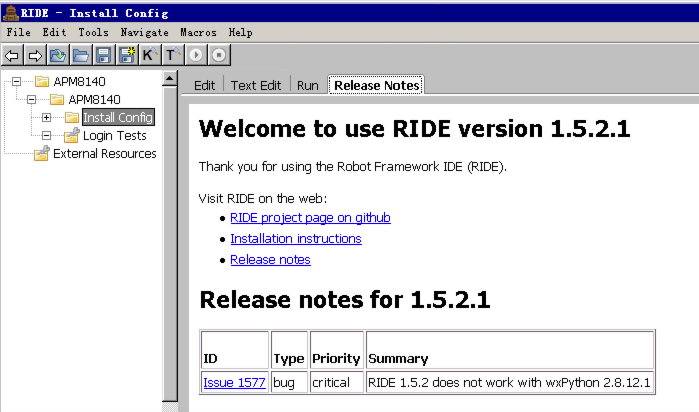 RIDE - Install Config
File Edit Tools Navigate Macros Help
K T
APM8140
APM8140
Install Config
Login Tests
External Resources
Edit Text Edit Run Release Notes
Welcome to use RIDE version 1.5.2.1
Thank you for using the Robot Framework IDE (RIDE).
Visit RIDE on the web:
RIDE project page on github
Installation instructions
Release notes
Release notes for 1.5.2.1
ID Type Priority Summary
Issue 1577 bug critical RIDE 1.5.2 does not work with wxPython 2.8.12.1